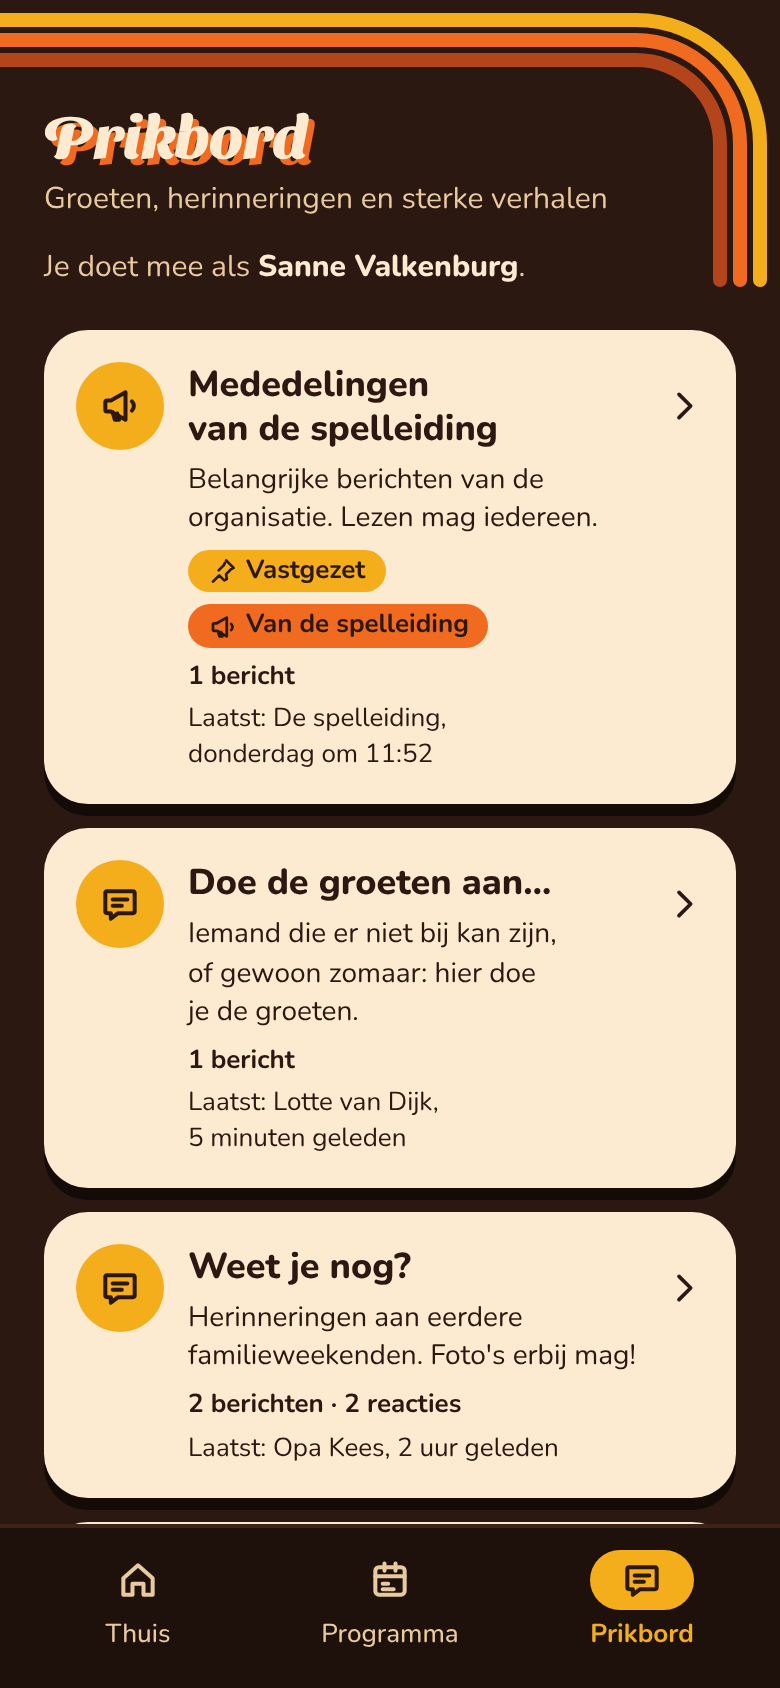 Prikbord
Groeten, herinneringen en sterke verhalen
Je doet mee als Sanne Valkenburg.
Mededelingen
van de spelleiding
Belangrijke berichten van de
organisatie. Lezen mag iedereen.
Vastgezet
Van de spelleiding
1 bericht
Laatst: De spelleiding,
donderdag om 11:52
Doe de groeten aan...
Iemand die er niet bij kan zijn,
of gewoon zomaar: hier doe
je de groeten.
1 bericht
Laatst: Lotte van Dijk,
5 minuten geleden
Weet je nog?
Herinneringen aan eerdere
familieweekenden. Foto's erbij mag!
2 berichten · 2 reacties
Laatst: Opa Kees, 2 uur geleden
Thuis
Programma
Prikbord